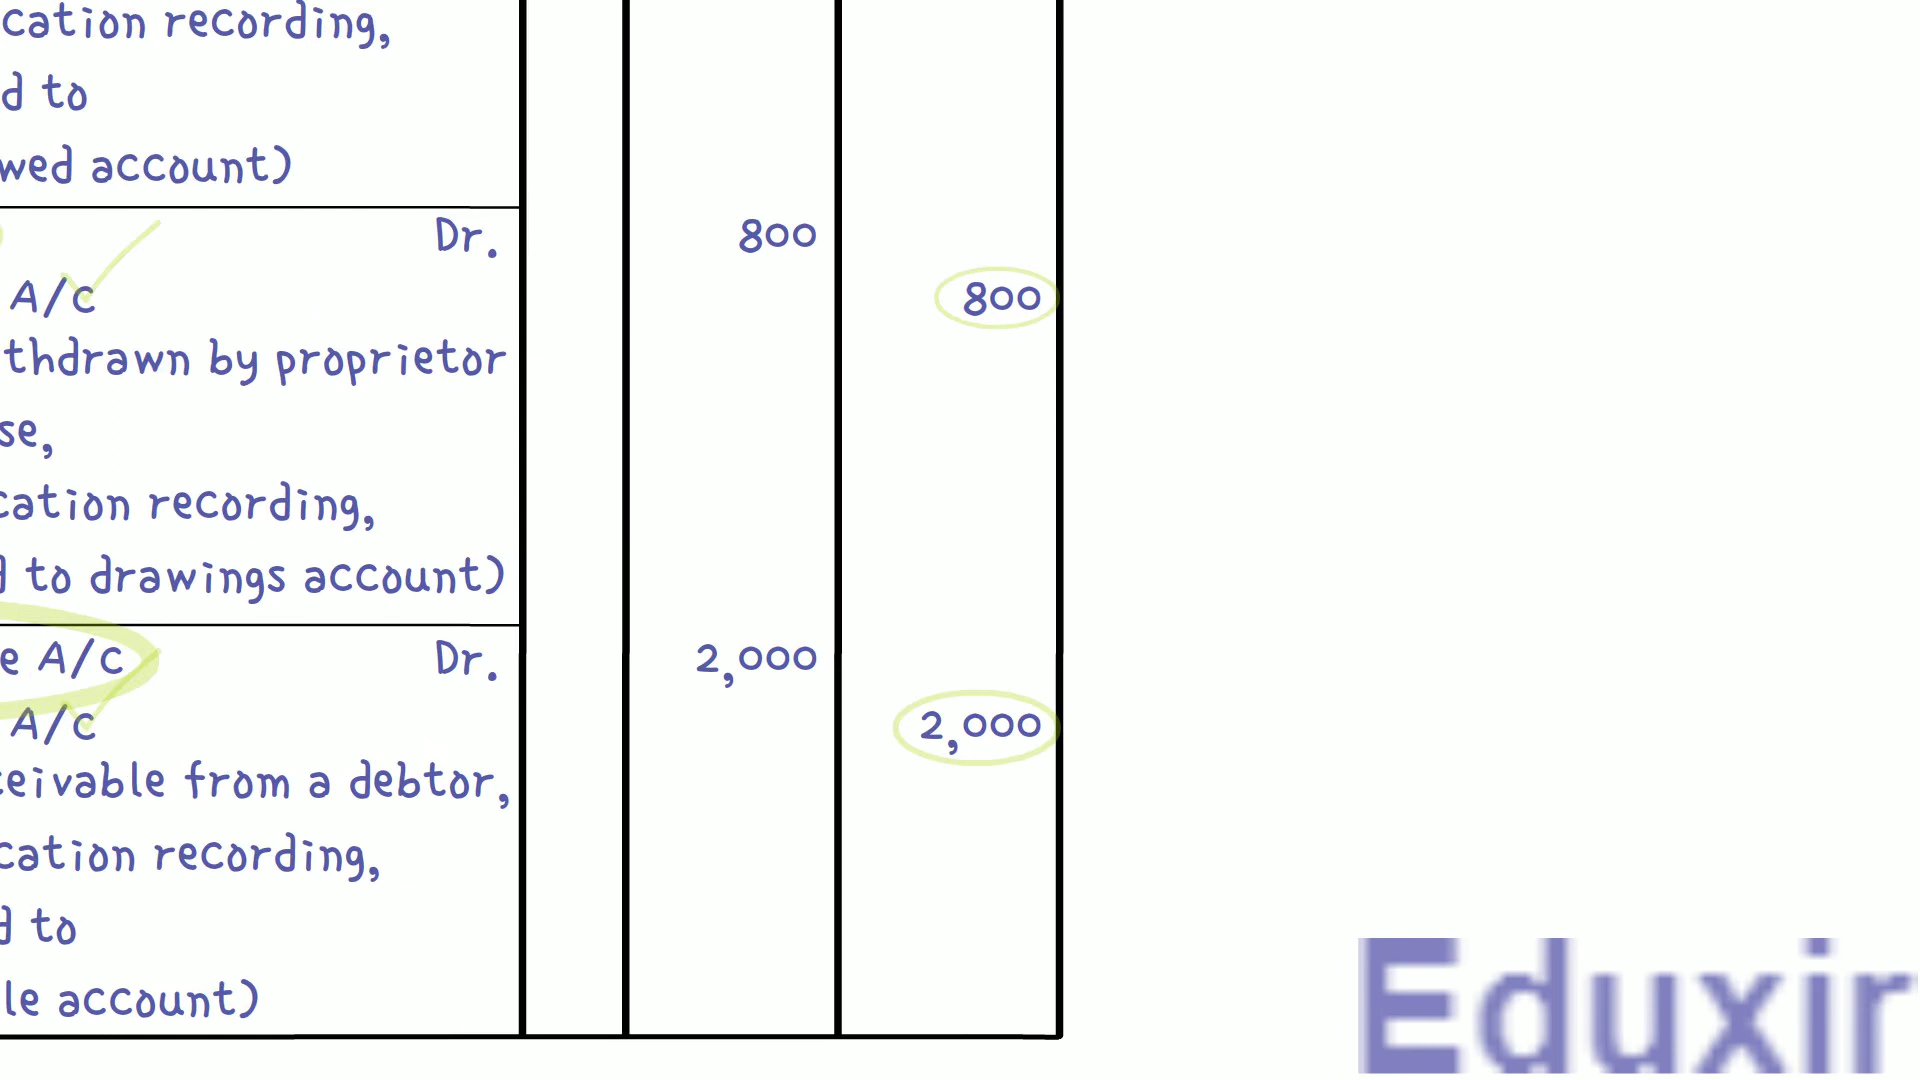 cation recording,
d to
wed account)
Dr. 800
A/c 800
thdrawn by proprietor
se,
cation recording,
d to drawings account)
e A/c Dr. 2,000
A/c 2,000
ceivable from a debtor,
cation recording,
d to
le account)
Eduxir